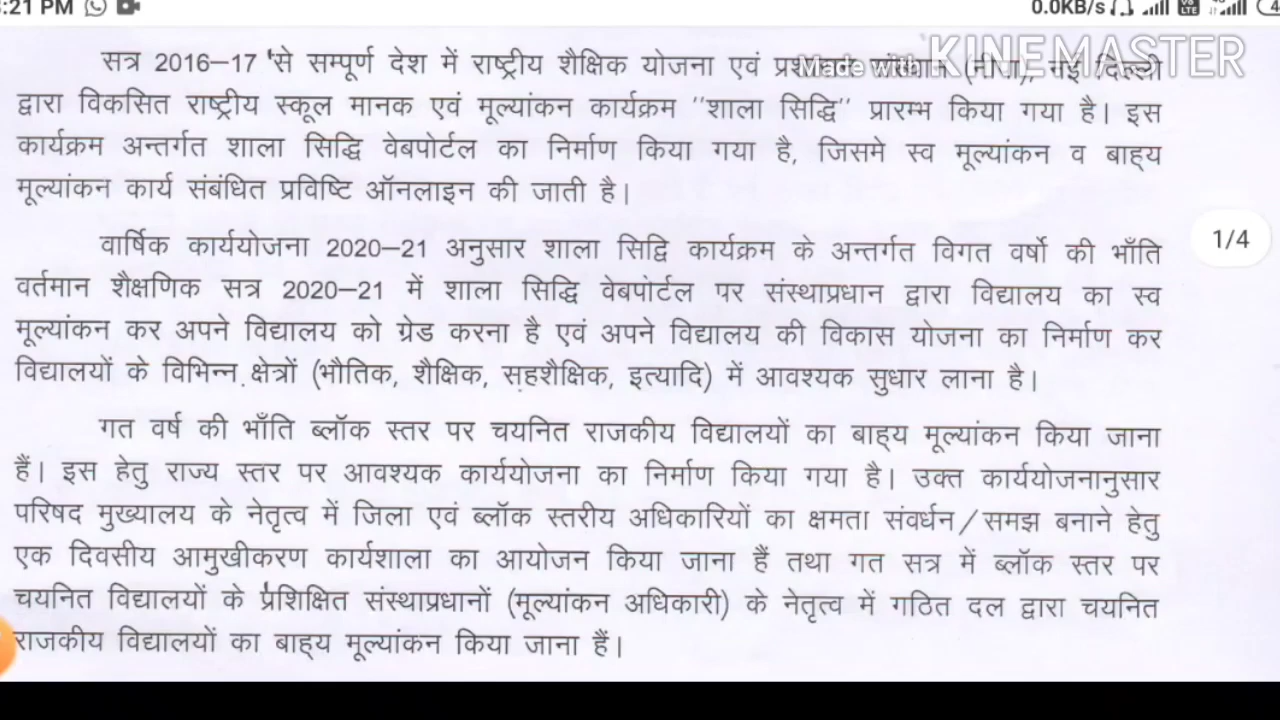 :21 PM 0.0KB/s VO LTE 4G 4
Made with KINEMASTER
सत्र 2016–17 'से सम्पूर्ण देश में राष्ट्रीय शैक्षिक योजना एवं (नीपा), नई दिल्ली
द्वारा विकसित राष्ट्रीय स्कूल मानक एवं मूल्यांकन कार्यक्रम ''शाला सिद्धि'' प्रारम्भ किया गया है। इस
कार्यक्रम अन्तर्गत शाला सिद्धि वेबपोर्टल का निर्माण किया गया है, जिसमे स्व मूल्यांकन व बाह्य
मूल्यांकन कार्य संबंधित प्रविष्टि ऑनलाइन की जाती है।
वार्षिक कार्ययोजना 2020–21 अनुसार शाला सिद्वि कार्यक्रम के अन्तर्गत विगत वर्षो की भाँति
1/4
वर्तमान शैक्षणिक सत्र 2020–21 में शाला सिद्धि वेबपोर्टल पर संस्थाप्रधान द्वारा विद्यालय का स्व
मूल्यांकन कर अपने विद्यालय को ग्रेड करना है एवं अपने विद्यालय की विकास योजना का निर्माण कर
विद्यालयों के विभिन्न क्षेत्रों (भौतिक, शैक्षिक, सहशैक्षिक, इत्यादि) में आवश्यक सुधार लाना है।
गत वर्ष की भाँति ब्लॉक स्तर पर चयनित राजकीय विद्यालयों का बाह्य मूल्यांकन किया जाना
हैं। इस हेतु राज्य स्तर पर आवश्यक कार्ययोजना का निर्माण किया गया है। उक्त कार्ययोजनानुसार
परिषद मुख्यालय के नेतृत्व में जिला एवं ब्लॉक स्तरीय अधिकारियों का क्षमता संवर्धन/समझ बनाने हेतु
एक दिवसीय आमुखीकरण कार्यशाला का आयोजन किया जाना हैं तथा गत सत्र में ब्लॉक स्तर पर
चयनित विद्यालयों के प्रशिक्षित संस्थाप्रधानों (मूल्यांकन अधिकारी) के नेतृत्व में गठित दल द्वारा चयनित
राजकीय विद्यालयों का बाह्य मूल्यांकन किया जाना हैं।